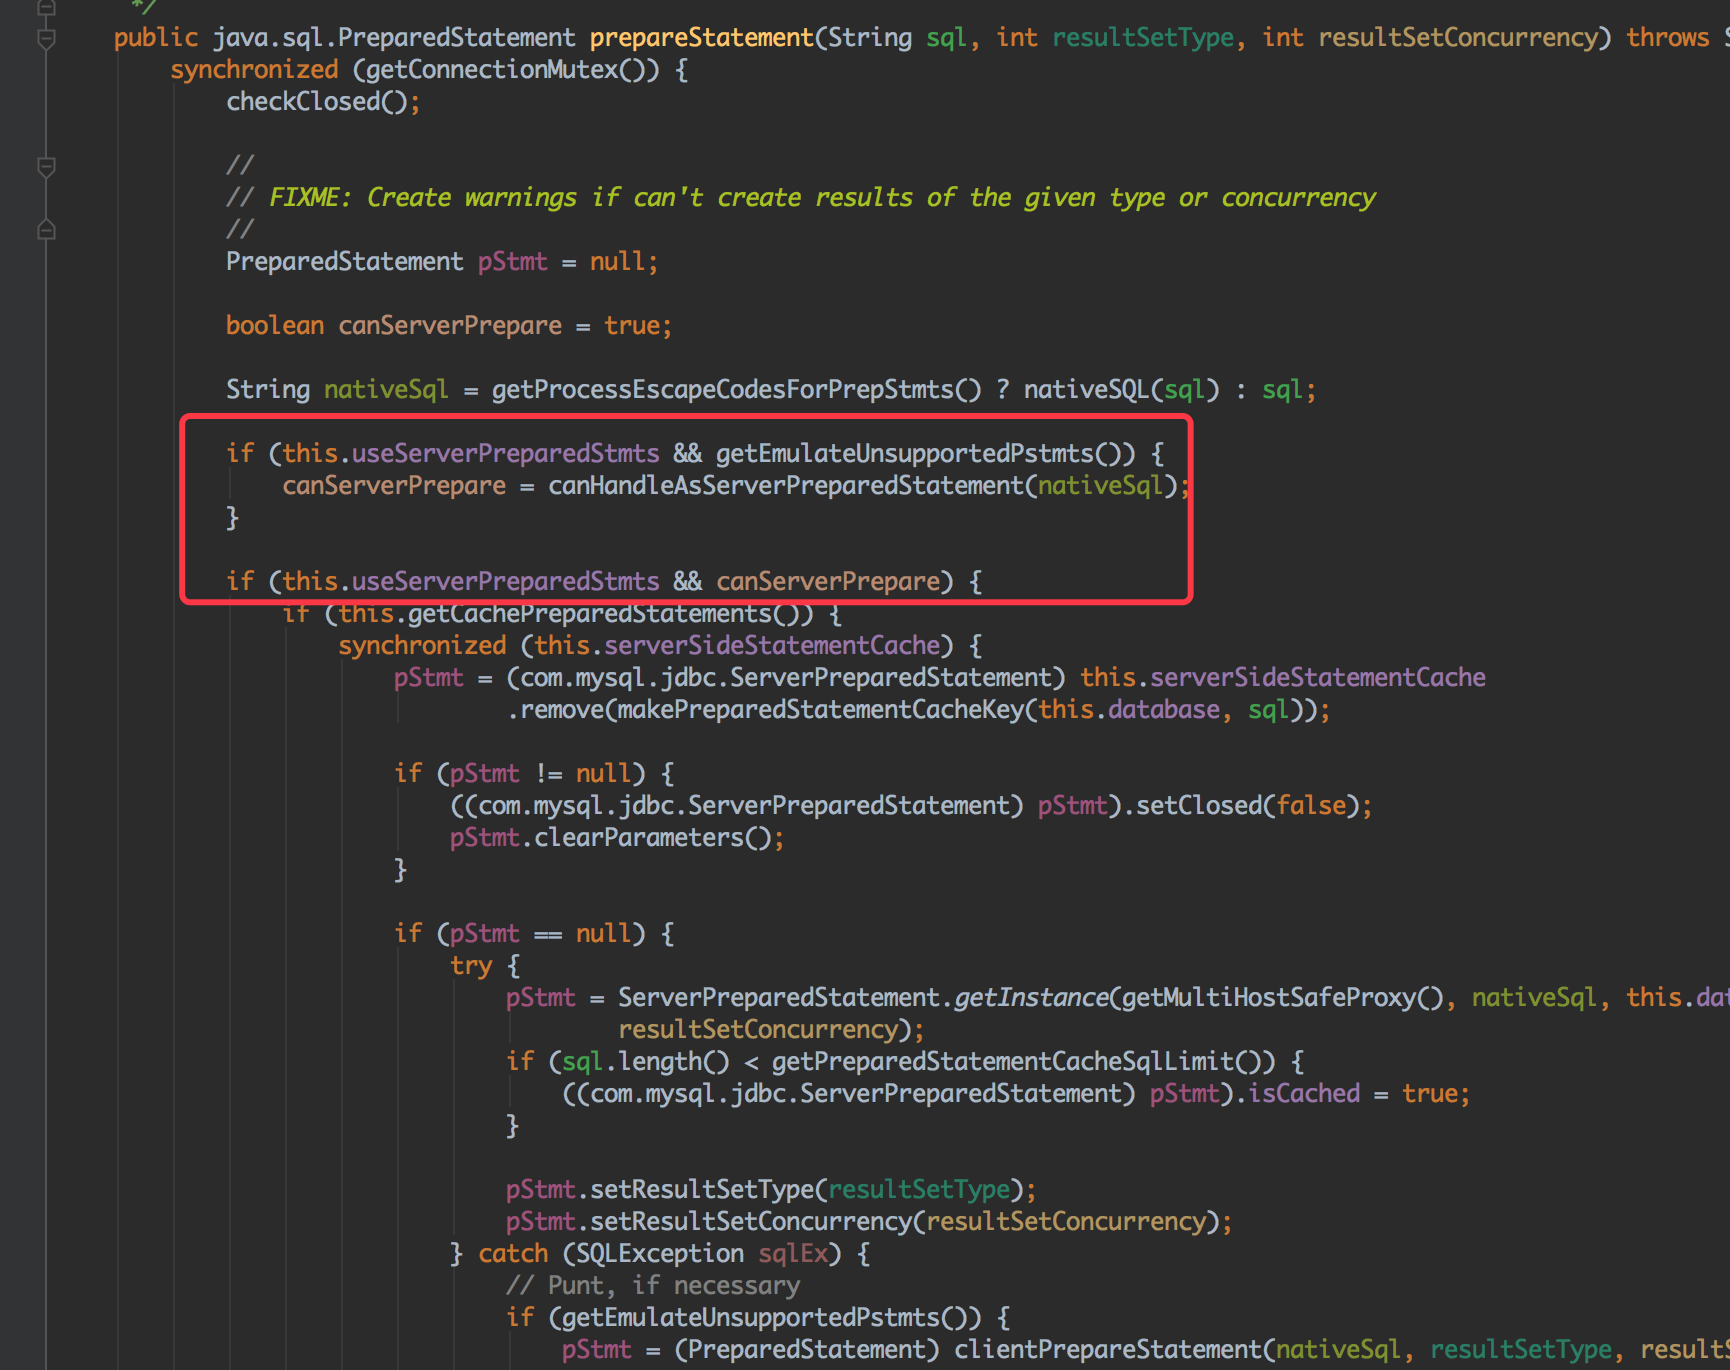 */
public java.sql.PreparedStatement prepareStatement(String sql, int resultSetType, int resultSetConcurrency) throws
synchronized (getConnectionMutex()) {
checkClosed();
//
// FIXME: Create warnings if can't create results of the given type or concurrency
//
PreparedStatement pStmt = null;
boolean canServerPrepare = true;
String nativeSql = getProcessEscapeCodesForPrepStmts() ? nativeSQL(sql) : sql;
if (this.useServerPreparedStmts && getEmulateUnsupportedPstmts()) {
canServerPrepare = canHandleAsServerPreparedStatement(nativeSql);
}
if (this.useServerPreparedStmts && canServerPrepare) {
if (this.getCachePreparedStatements()) {
synchronized (this.serverSideStatementCache) {
pStmt = (com.mysql.jdbc.ServerPreparedStatement) this.serverSideStatementCache
.remove(makePreparedStatementCacheKey(this.database, sql));
if (pStmt != null) {
((com.mysql.jdbc.ServerPreparedStatement) pStmt).setClosed(false);
pStmt.clearParameters();
}
if (pStmt == null) {
try {
pStmt = ServerPreparedStatement.getInstance(getMultiHostSafeProxy(), nativeSql, this.dat
resultSetConcurrency);
if (sql.length() < getPreparedStatementCacheSqlLimit()) {
((com.mysql.jdbc.ServerPreparedStatement) pStmt).isCached = true;
}
pStmt.setResultSetType(resultSetType);
pStmt.setResultSetConcurrency(resultSetConcurrency);
} catch (SQLException sqlEx) {
// Punt, if necessary
if (getEmulateUnsupportedPstmts()) {
pStmt = (PreparedStatement) clientPrepareStatement(nativeSql, resultSetType, results